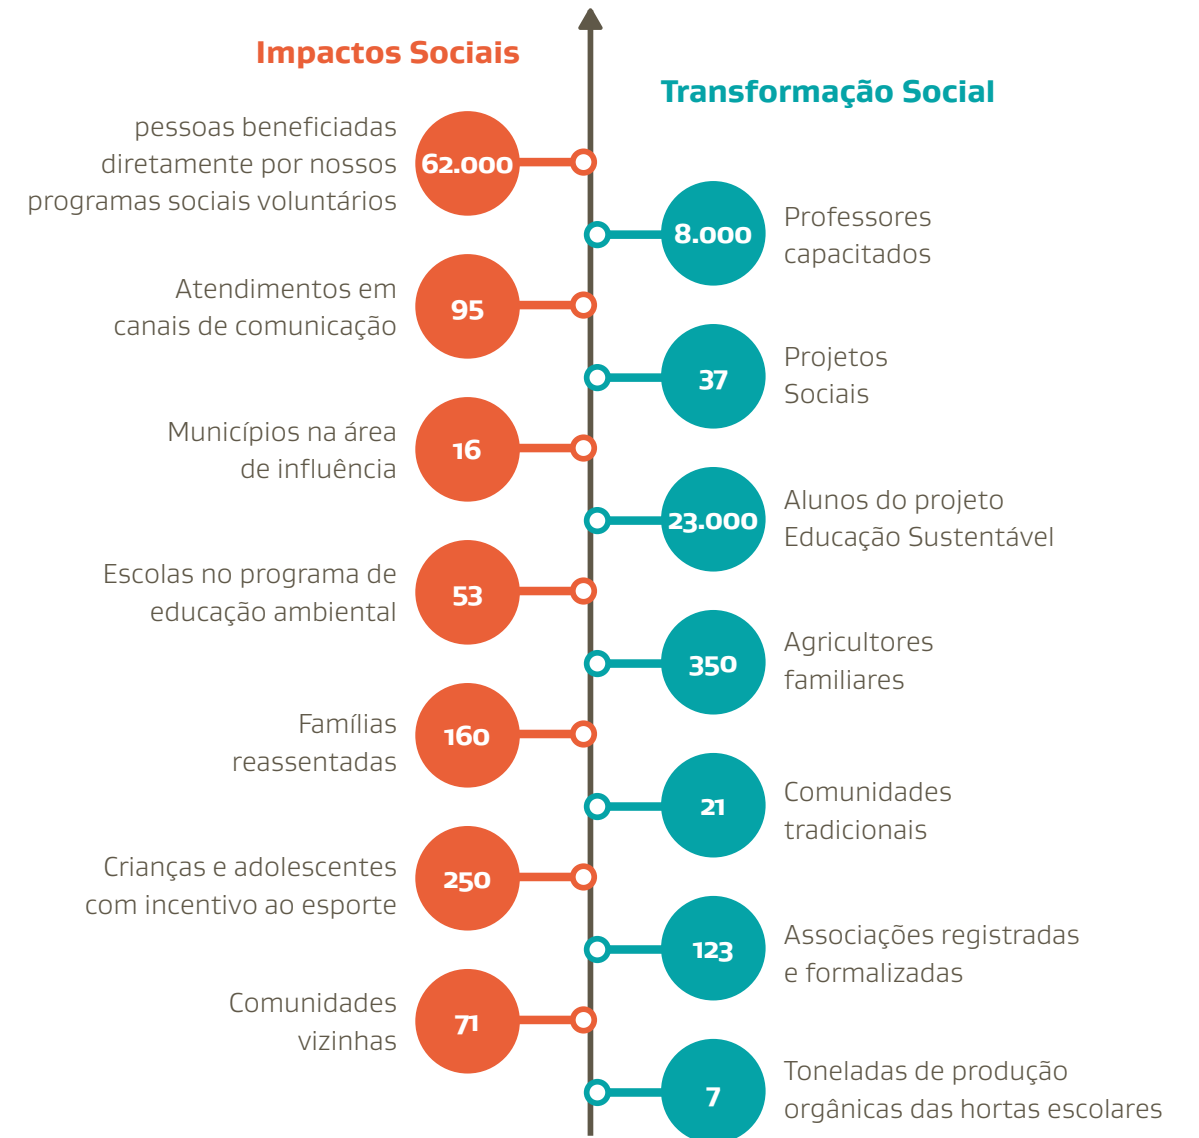 Impactos Sociais
pessoas beneficiadas
diretamente por nossos
programas sociais voluntários
62.000
Atendimentos em
canais de comunicação
95
Municípios na área
de influência
16
Escolas no programa de
educação ambiental
53
Famílias
reassentadas
160
Crianças e adolescentes
com incentivo ao esporte
250
Comunidades
vizinhas
71
Transformação Social
8.000
Professores
capacitados
37
Projetos
Sociais
23.000
Alunos do projeto
Educação Sustentável
350
Agricultores
familiares
21
Comunidades
tradicionais
123
Associações registradas
e formalizadas
7
Toneladas de produção
orgânicas das hortas escolares